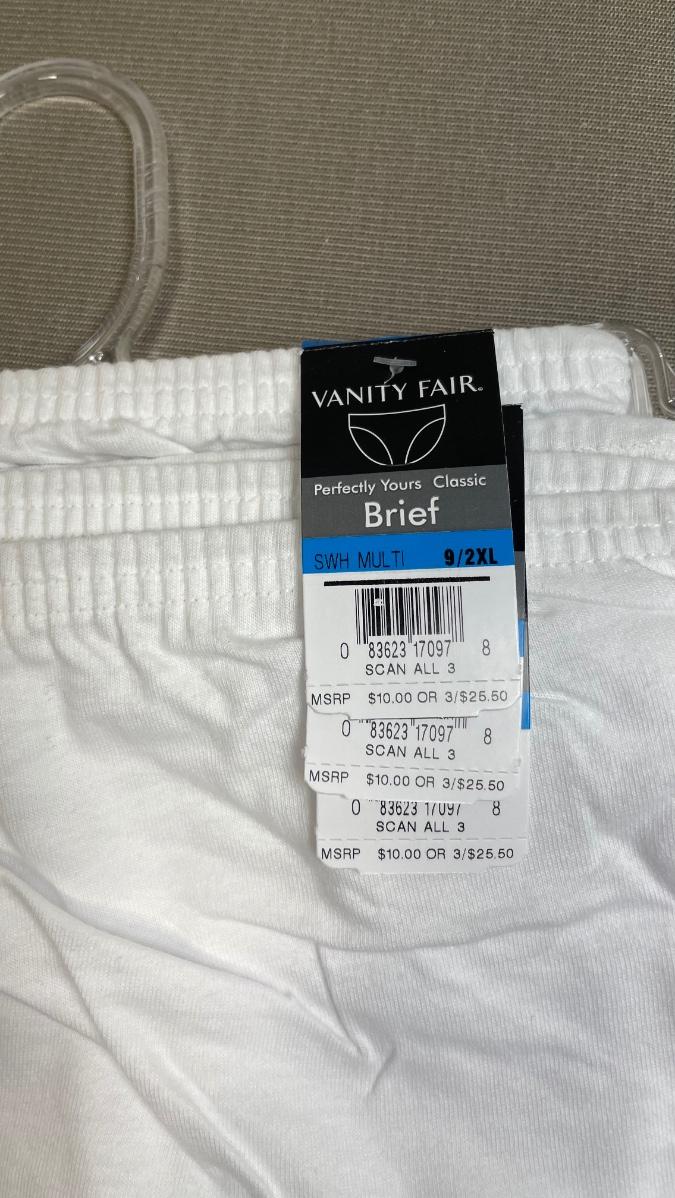 VANITY FAIR®
Perfectly Yours Classic
Brief
SWH MULTI 9/2XL
0 83623 17097 8
SCAN ALL 3
MSRP $10.00 OR 3/$25.50
0 83623 17097 8
SCAN ALL 3
MSRP $10.00 OR 3/$25.50
0 83623 17097 8
SCAN ALL 3
MSRP $10.00 OR 3/$25.50